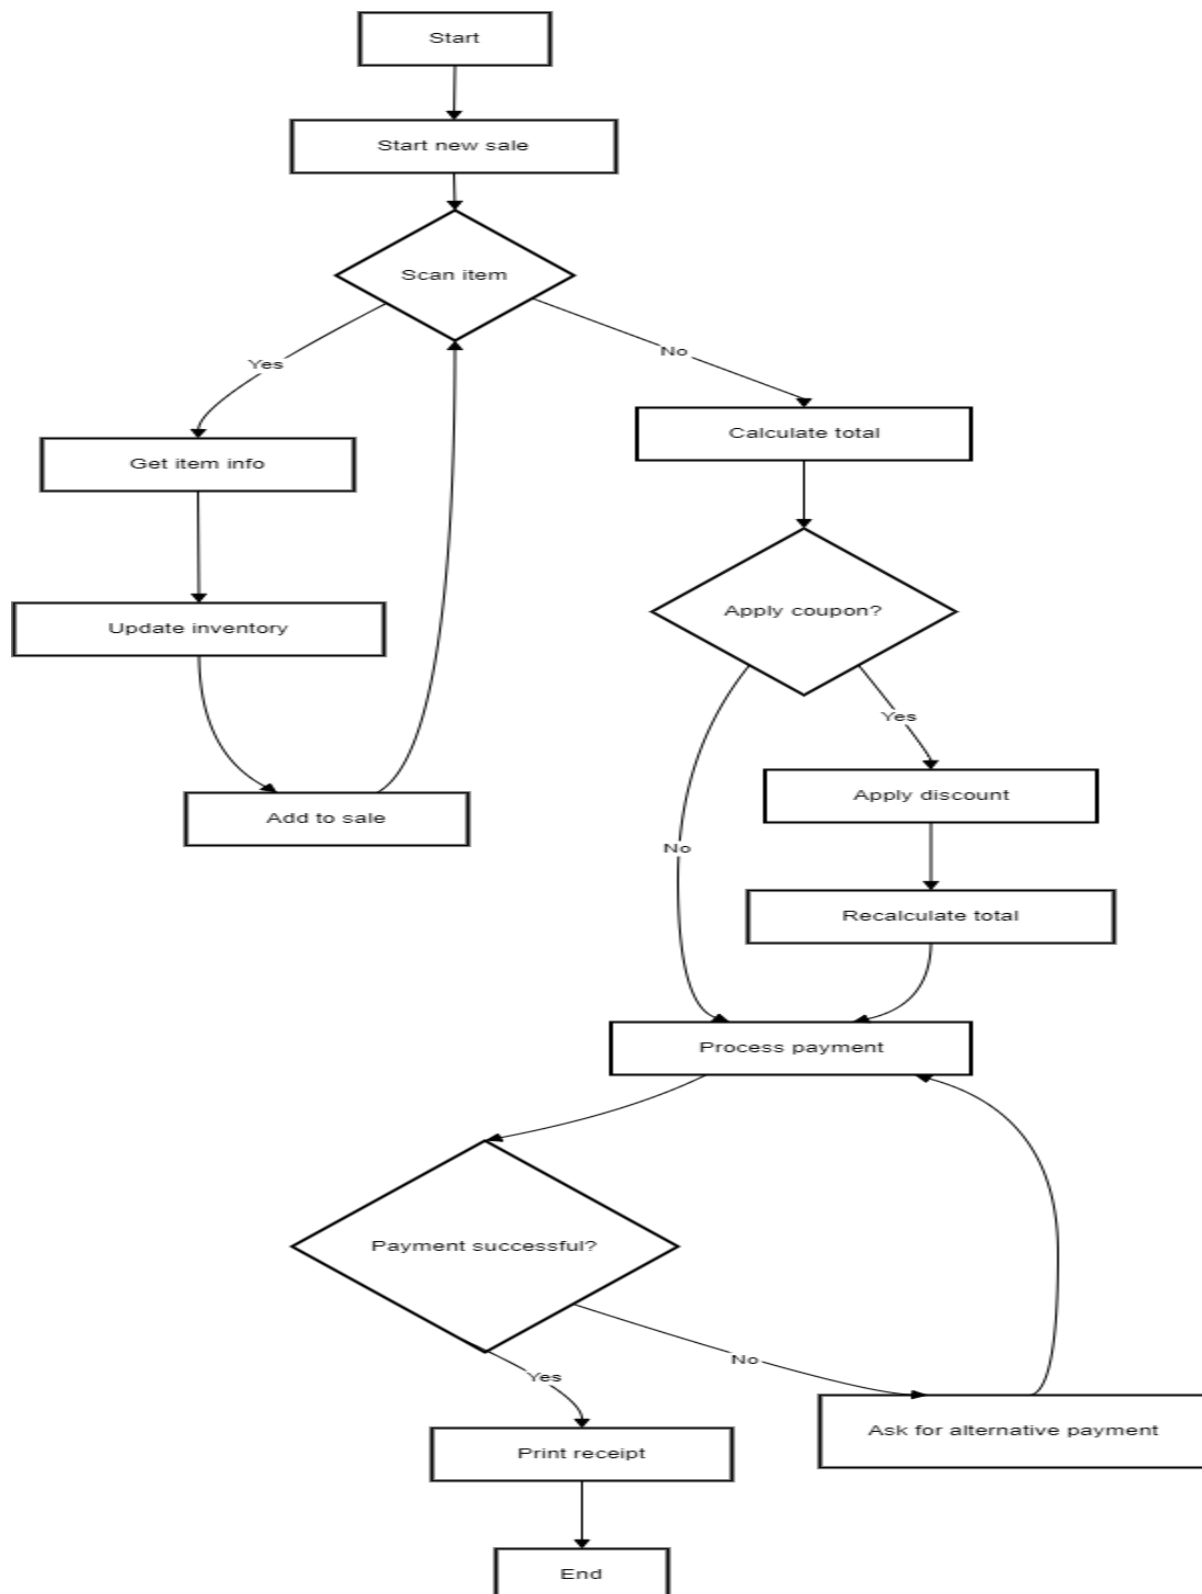 Start
Start new sale
Scan item
Yes
No
Get item info
Calculate total
Update inventory
Apply coupon?
Yes
Add to sale
Apply discount
No
Recalculate total
Process payment
Payment successful?
No
Yes
Ask for alternative payment
Print receipt
End